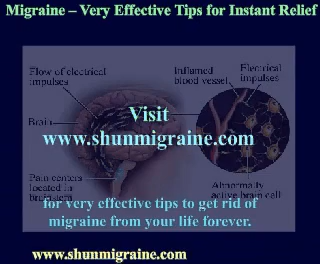 Migraine – Very Effective Tips for Instant Relief
Flow of electrical
impulses
Inflamed
blood vessel
Electrical
impulses
Brain
Visit
www.shunmigraine.com
Pain centers
located in
brainstem
Abnormally
active brain cell
for very effective tips to get rid of
migraine from your life forever.
www.shunmigraine.com